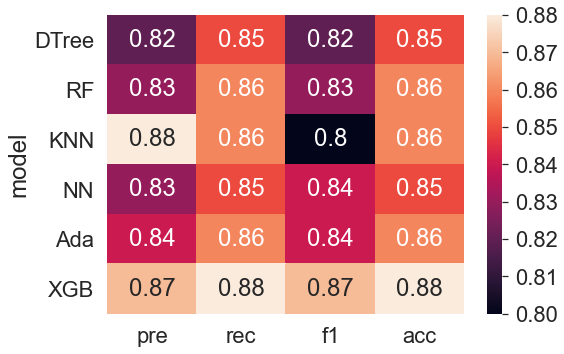 model
DTree 0.82 0.85 0.82 0.85
RF 0.83 0.86 0.83 0.86
KNN 0.88 0.86 0.8 0.86
NN 0.83 0.85 0.84 0.85
Ada 0.84 0.86 0.84 0.86
XGB 0.87 0.88 0.87 0.88
pre rec f1 acc
0.88
0.87
0.86
0.85
0.84
0.83
0.82
0.81
0.80